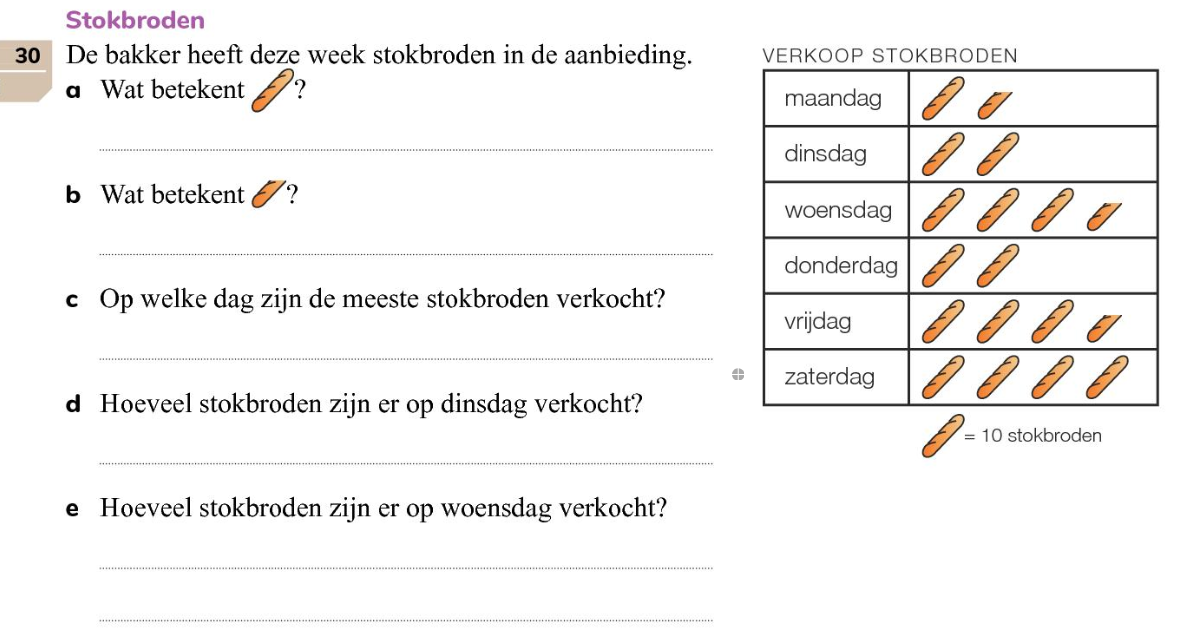 Stokbroden
30 De bakker heeft deze week stokbroden in de aanbieding.
a Wat betekent ?
b Wat betekent ?
c Op welke dag zijn de meeste stokbroden verkocht?
d Hoeveel stokbroden zijn er op dinsdag verkocht?
e Hoeveel stokbroden zijn er op woensdag verkocht?
VERKOOP STOKBRODEN
maandag
dinsdag
woensdag
donderdag
vrijdag
zaterdag
= 10 stokbroden